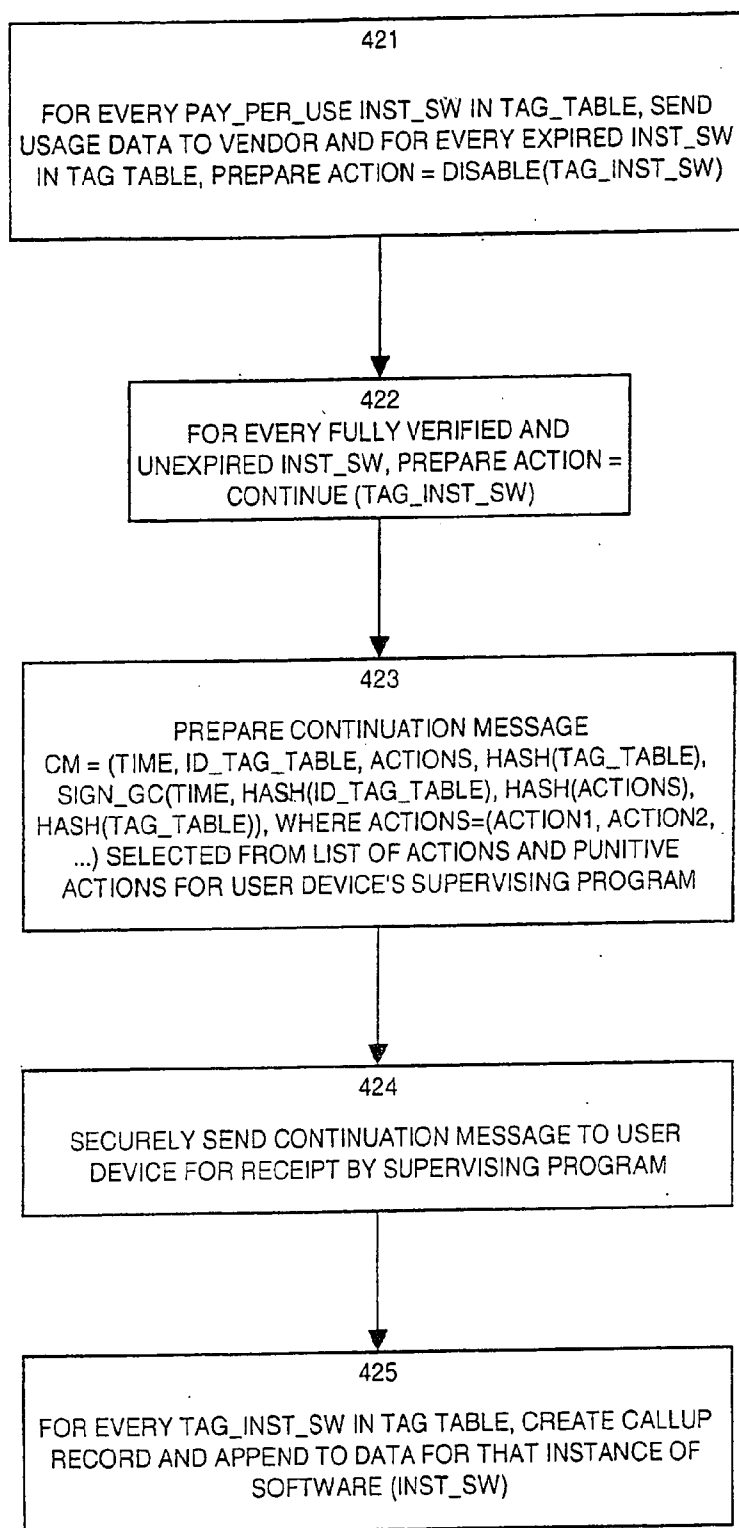 421
FOR EVERY PAY_PER_USE INST_SW IN TAG_TABLE, SEND
USAGE DATA TO VENDOR AND FOR EVERY EXPIRED INST_SW
IN TAG TABLE, PREPARE ACTION = DISABLE(TAG_INST_SW)
422
FOR EVERY FULLY VERIFIED AND
UNEXPIRED INST_SW, PREPARE ACTION =
CONTINUE (TAG_INST_SW)
423
PREPARE CONTINUATION MESSAGE
CM = (TIME, ID_TAG_TABLE, ACTIONS, HASH(TAG_TABLE),
SIGN_GC(TIME, HASH(ID_TAG_TABLE), HASH(ACTIONS),
HASH(TAG_TABLE)), WHERE ACTIONS=(ACTION1, ACTION2,
...) SELECTED FROM LIST OF ACTIONS AND PUNITIVE
ACTIONS FOR USER DEVICE'S SUPERVISING PROGRAM
424
SECURELY SEND CONTINUATION MESSAGE TO USER
DEVICE FOR RECEIPT BY SUPERVISING PROGRAM
425
FOR EVERY TAG_INST_SW IN TAG TABLE, CREATE CALLUP
RECORD AND APPEND TO DATA FOR THAT INSTANCE OF
SOFTWARE (INST_SW)